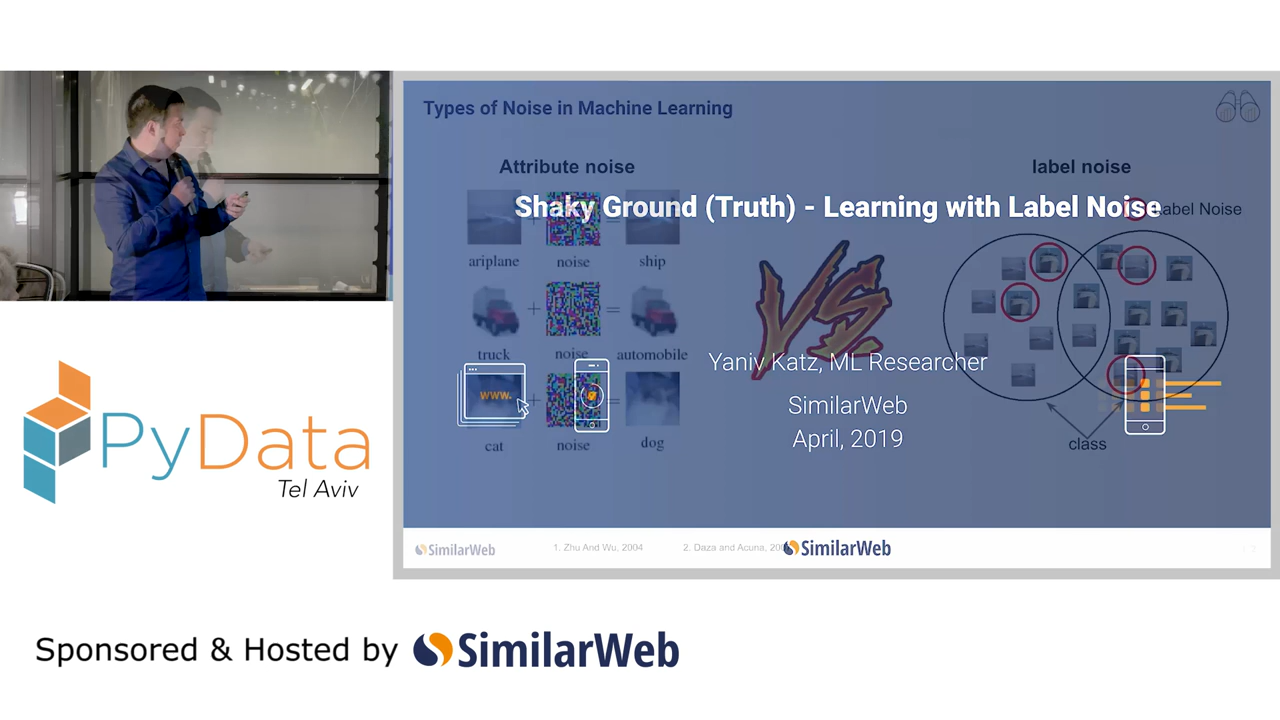 Types of Noise in Machine Learning
Attribute noise
label noise
Shaky Ground (Truth) - Learning with Label Noise
Label Noise
ariplane
noise
ship
VS
truck
noise
automobile
Yaniv Katz, ML Researcher
www.
SimilarWeb
April, 2019
cat
noise
dog
class
SimilarWeb
1. Zhu And Wu, 2004
2. Daza and Acuna,
SimilarWeb
PyData
Tel Aviv
Sponsored & Hosted by SimilarWeb